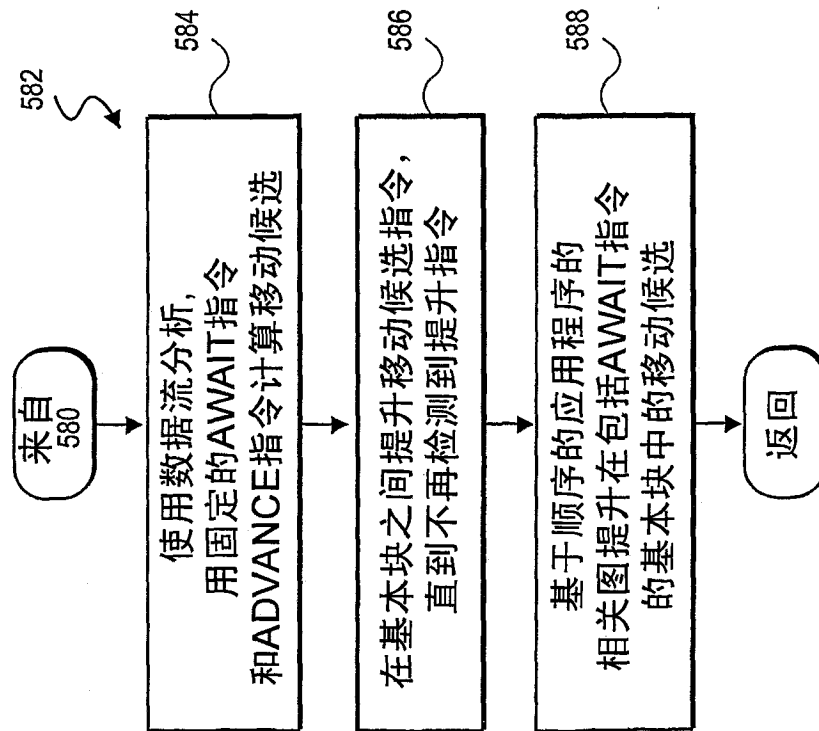 582
来自
580
584
使用数据流分析,
用固定的AWAIT指令
和ADVANCE指令计算移动候选
586
在基本块之间提升移动候选指令,
直到不再检测到提升指令
588
基于顺序的应用程序的
相关图提升在包括AWAIT指令
的基本块中的移动候选
返回